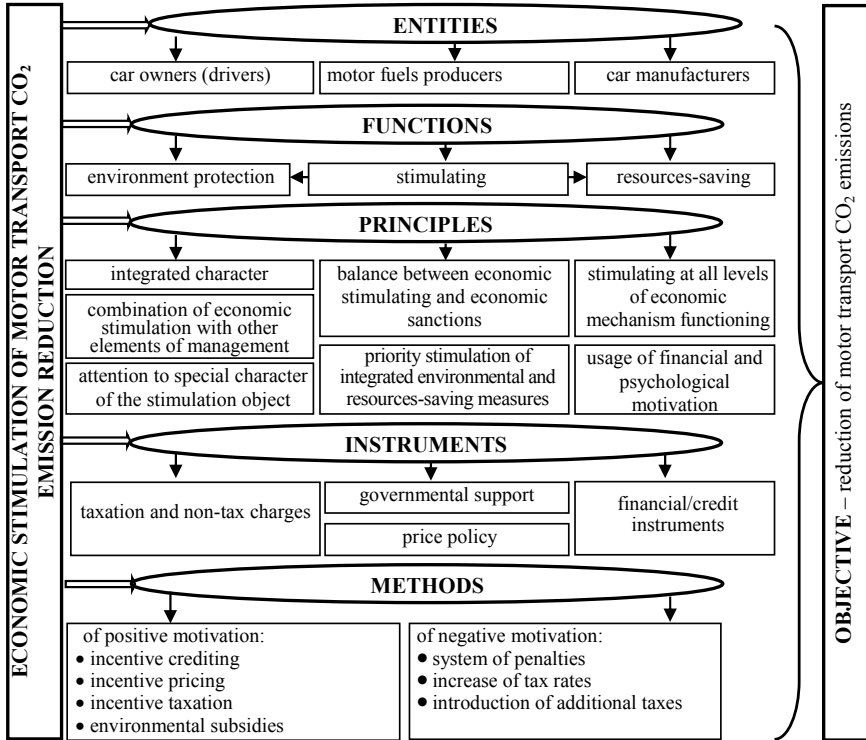 ECONOMIC STIMULATION OF MOTOR TRANSPORT CO₂
EMISSION REDUCTION
ENTITIES
car owners (drivers)
motor fuels producers
car manufacturers
FUNCTIONS
environment protection
stimulating
resources-saving
PRINCIPLES
integrated character
combination of economic
stimulation with other
elements of management
attention to special character
of the stimulation object
balance between economic
stimulating and economic
sanctions
priority stimulation of
integrated environmental and
resources-saving measures
stimulating at all levels
of economic
mechanism functioning
usage of financial and
psychological
motivation
INSTRUMENTS
taxation and non-tax charges
governmental support
price policy
financial/credit
instruments
METHODS
of positive motivation:
• incentive crediting
• incentive pricing
• incentive taxation
• environmental subsidies
of negative motivation:
• system of penalties
• increase of tax rates
• introduction of additional taxes
OBJECTIVE – reduction of motor transport CO₂ emissions